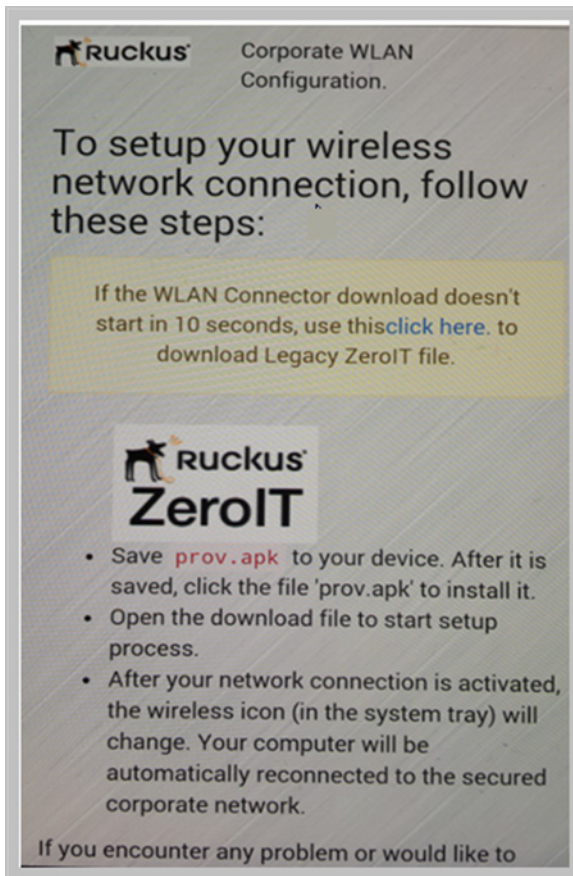 RUCKUS Corporate WLAN
Configuration.
To setup your wireless
network connection, follow
these steps:
If the WLAN Connector download doesn't
start in 10 seconds, use thisclick here. to
download Legacy ZeroIT file.
RUCKUS
ZeroIT
• Save prov.apk to your device. After it is
saved, click the file 'prov.apk' to install it.
• Open the download file to start setup
process.
• After your network connection is activated,
the wireless icon (in the system tray) will
change. Your computer will be
automatically reconnected to the secured
corporate network.
If you encounter any problem or would like to